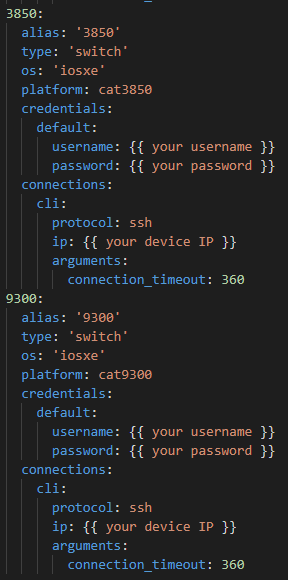 3850:
  alias: '3850'
  type: 'switch'
  os: 'iosxe'
  platform: cat3850
  credentials:
    default:
      username: {{ your username }}
      password: {{ your password }}
  connections:
    cli:
      protocol: ssh
      ip: {{ your device IP }}
      arguments:
        connection_timeout: 360
9300:
  alias: '9300'
  type: 'switch'
  os: 'iosxe'
  platform: cat9300
  credentials:
    default:
      username: {{ your username }}
      password: {{ your password }}
  connections:
    cli:
      protocol: ssh
      ip: {{ your device IP }}
      arguments:
        connection_timeout: 360